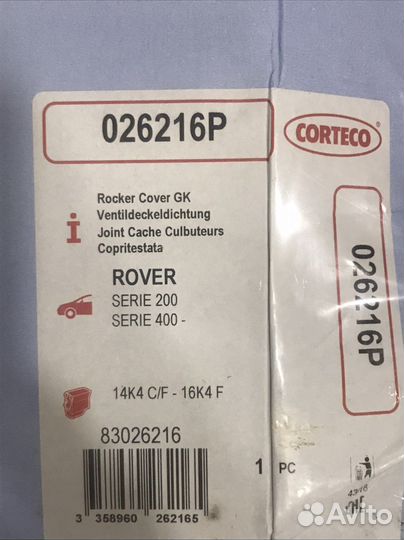 026216P
CORTECO®
Rocker Cover GK
Ventildeckeldichtung
Joint Cache Culbuteurs
Copritestata
i
ROVER
SERIE 200
SERIE 400 -
026216P
14K4 C/F - 16K4 F
83026216
1 PC
3 358960 262165
Avito